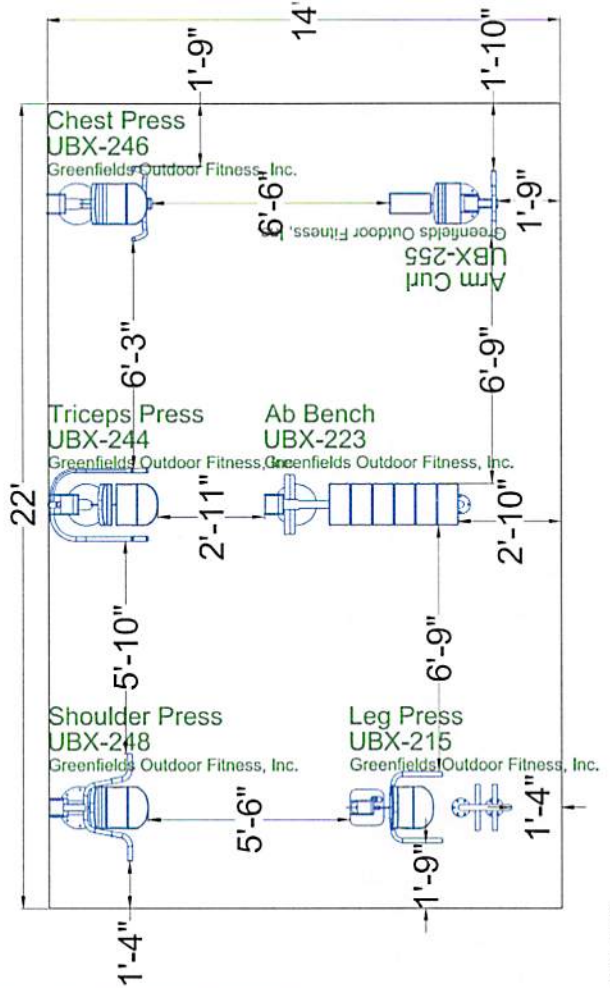 14'
1'-9"
1'-10"
Chest Press
UBX-246
Greenfields Outdoor Fitness, Inc.
6'-6"
1'-9"
Arm Curl
UBX-255
Greenfields Outdoor Fitness, Inc.
6'-3"
6'-9"
Triceps Press
UBX-244
Greenfields Outdoor Fitness, Inc.
Ab Bench
UBX-223
Greenfields Outdoor Fitness, Inc.
22'
2'-11"
2'-10"
5'-10"
6'-9"
Shoulder Press
UBX-248
Greenfields Outdoor Fitness, Inc.
Leg Press
UBX-215
Greenfields Outdoor Fitness, Inc.
5'-6"
1'-4"
1'-9"
1'-4"